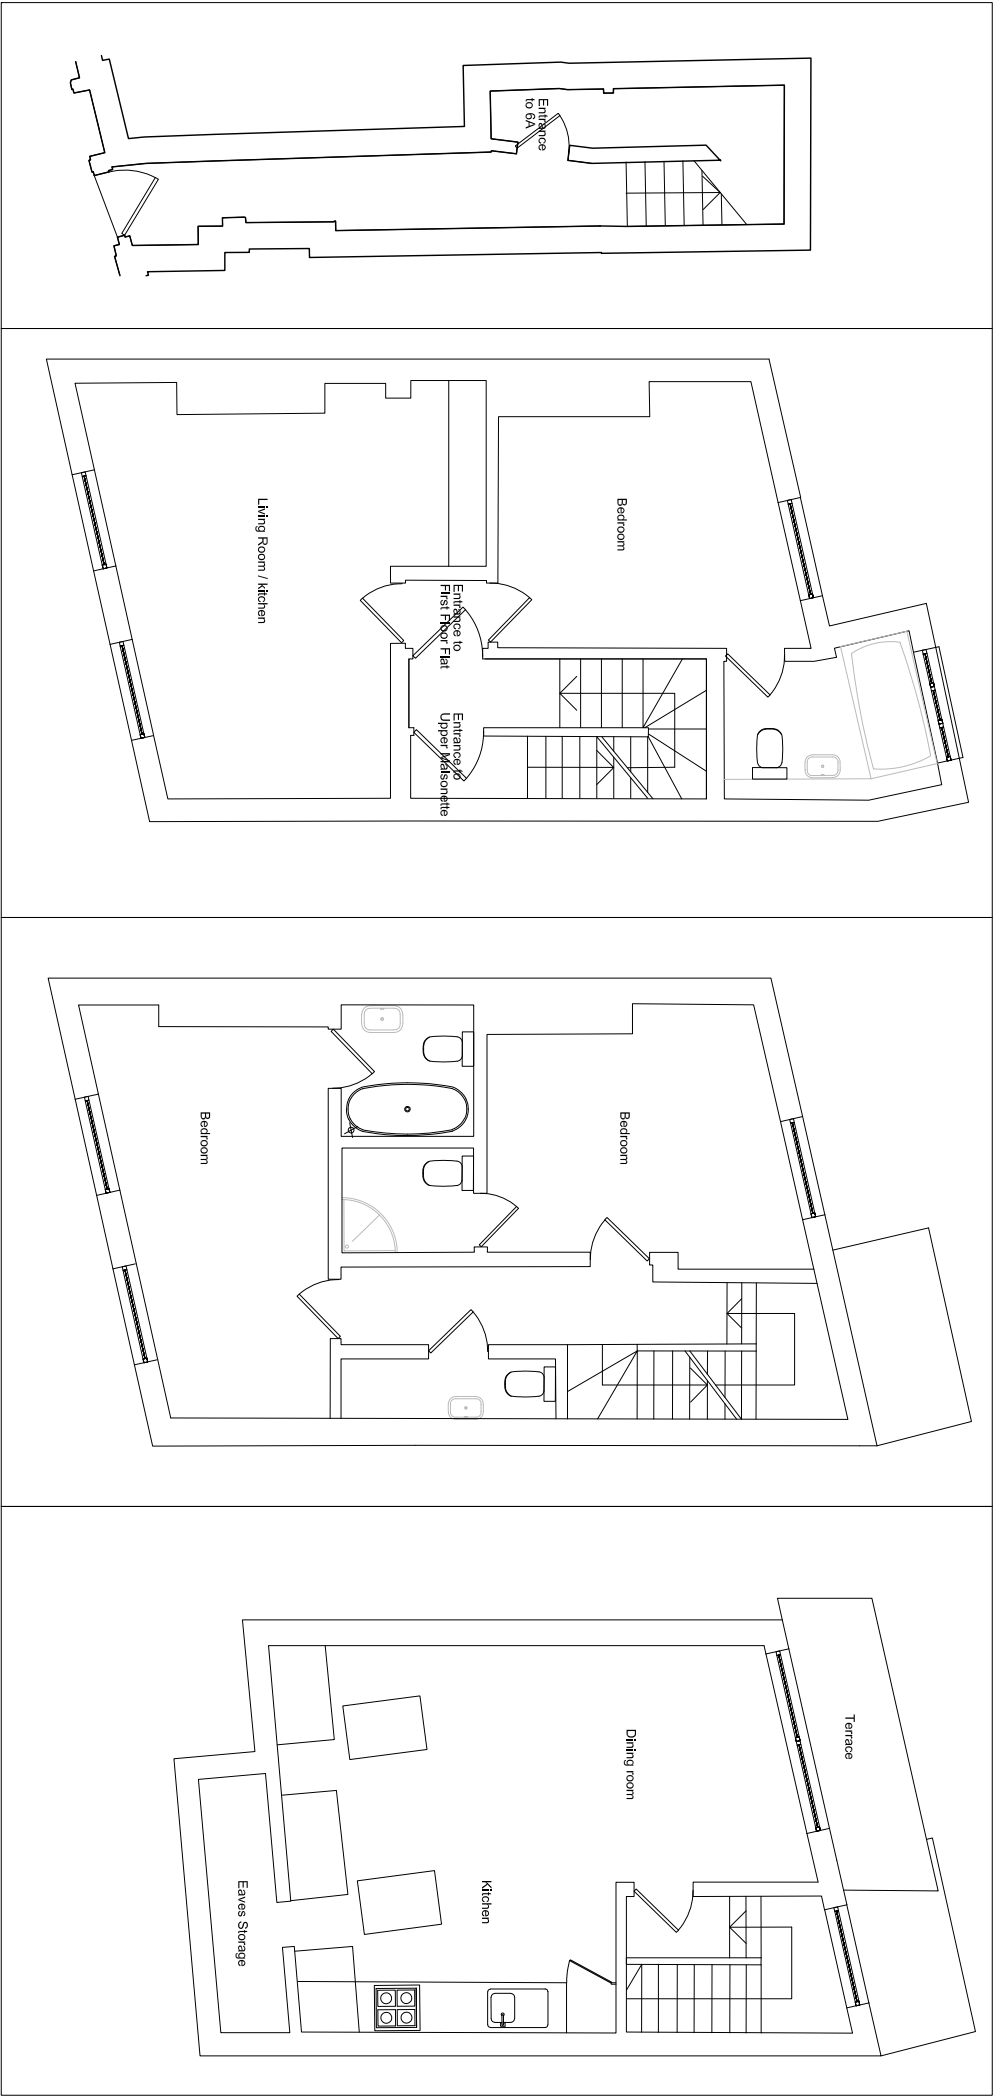 Entrance
to 6A
Living Room / kitchen
Bedroom
Entrance to
First Floor Flat
Entrance to
Upper Maisonette
Bedroom
Bedroom
Dining room
Terrace
Kitchen
Eaves Storage